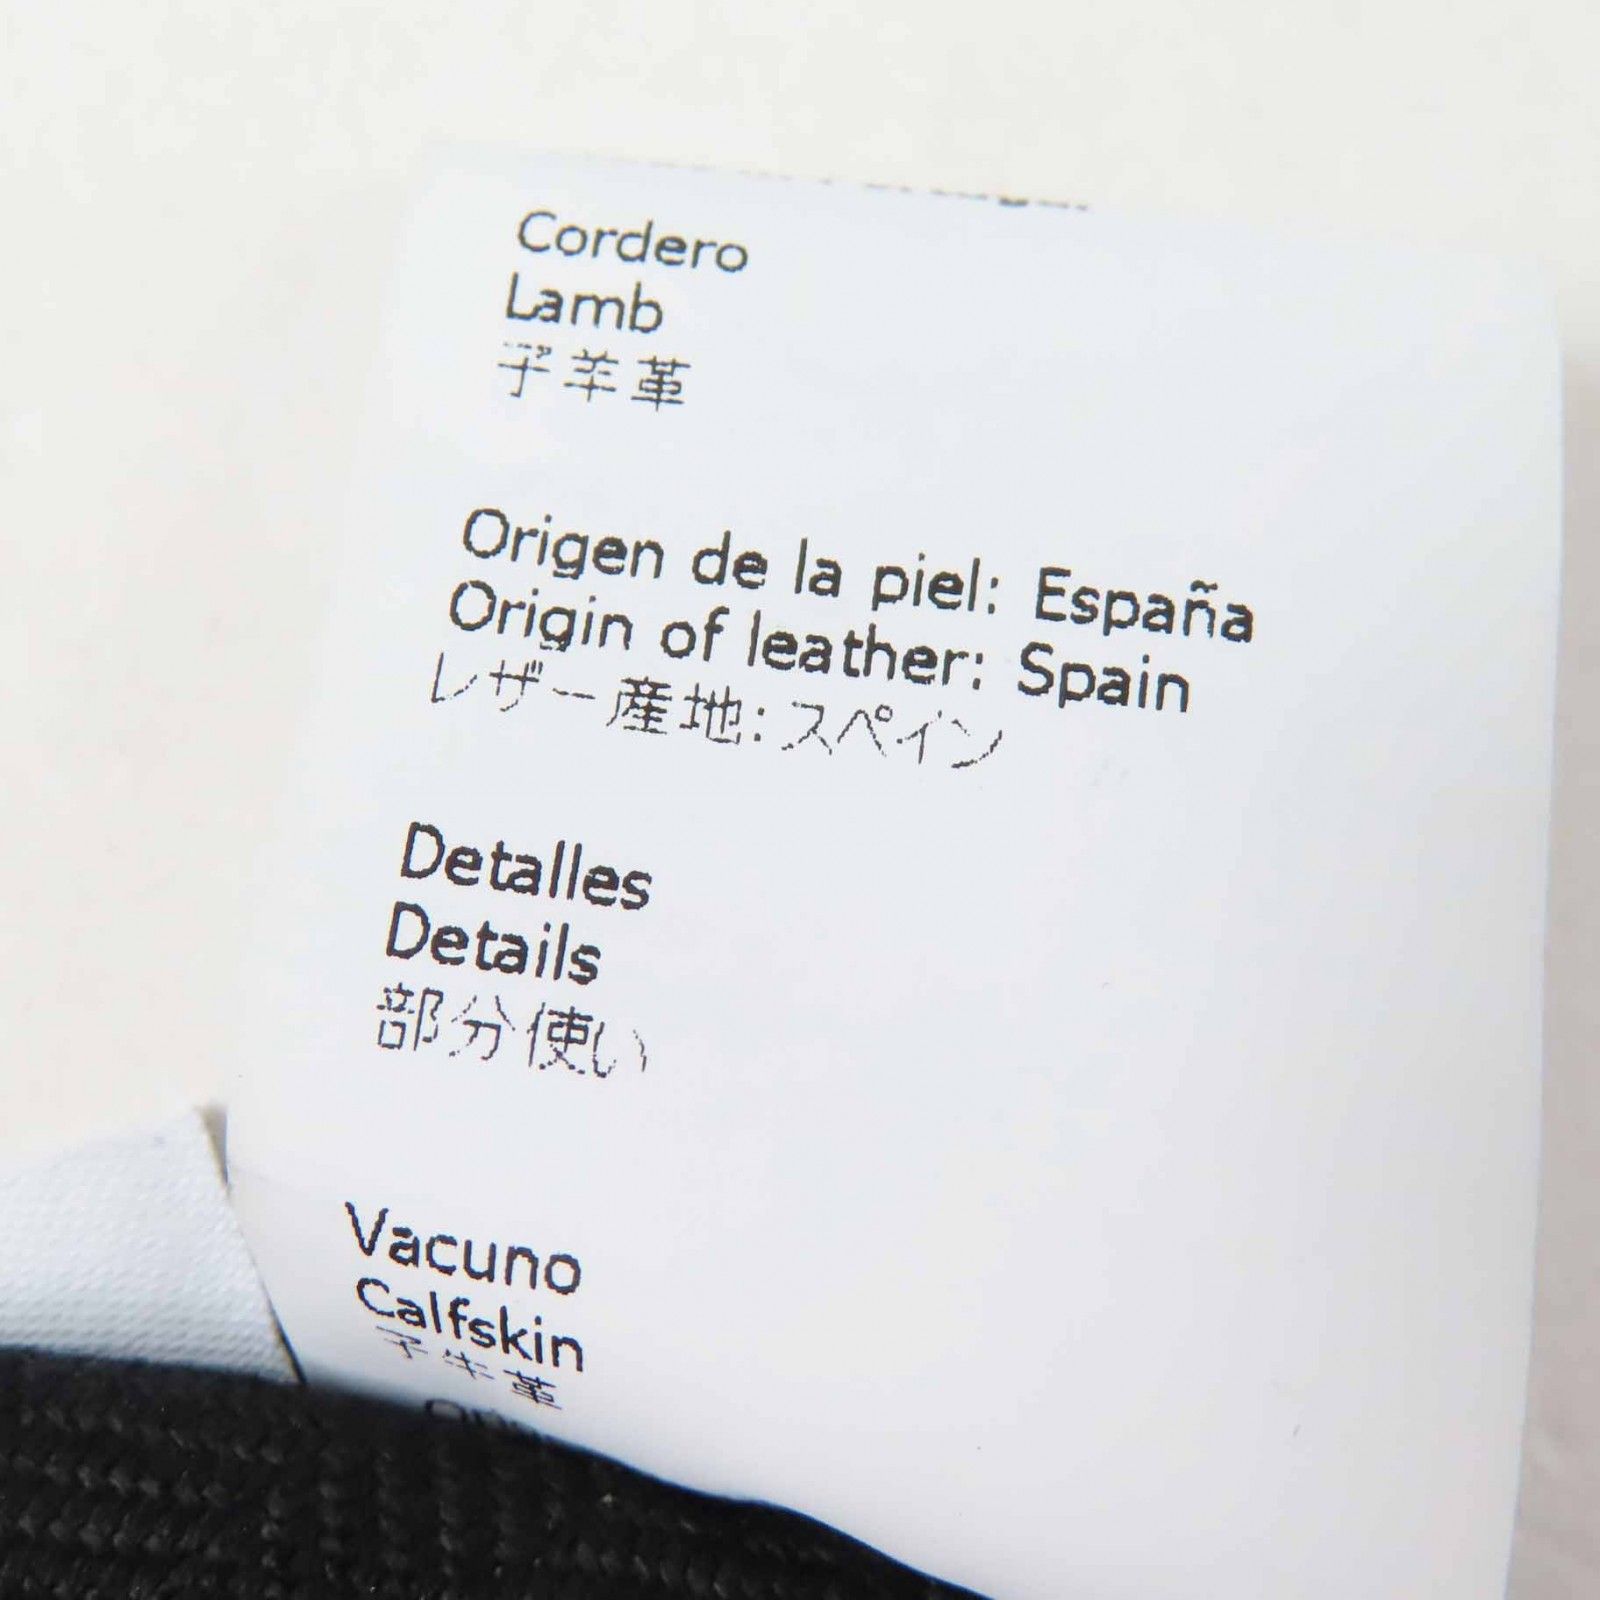 Cordero
Lamb
子羊革
Origen de la piel: España
Origin of leather: Spain
レザー産地: スペイン
Detalles
Details
部分使い
Vacuno
Calfskin
子牛革